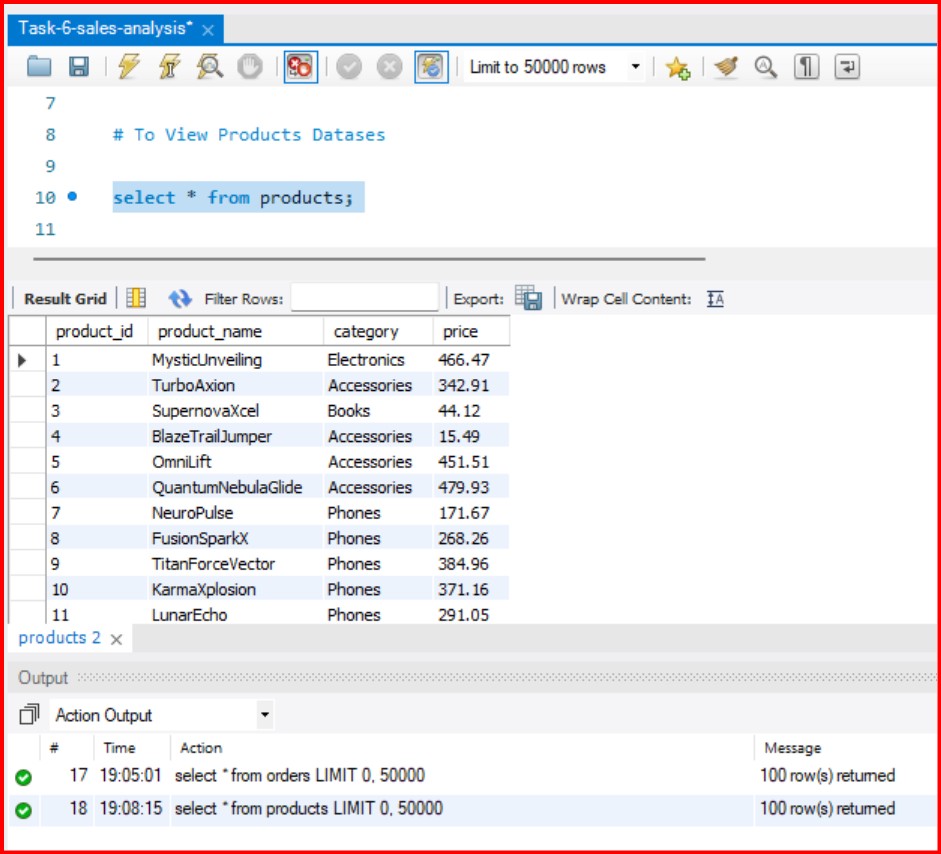 Task-6-sales-analysis* ×
Limit to 50000 rows
7
8 # To View Products Datases
9
10 select * from products;
11
Result Grid Filter Rows: Export: Wrap Cell Content: IA
product_id product_name category price
1 MysticUnveiling Electronics 466.47
2 TurboAxion Accessories 342.91
3 SupernovaXcel Books 44.12
4 BlazeTrailJumper Accessories 15.49
5 OmniLift Accessories 451.51
6 QuantumNebulaGlide Accessories 479.93
7 NeuroPulse Phones 171.67
8 FusionSparkX Phones 268.26
9 TitanForceVector Phones 384.96
10 KarmaXplosion Phones 371.16
11 LunarEcho Phones 291.05
products 2 ×
Output
Action Output
# Time Action Message
17 19:05:01 select * from orders LIMIT 0, 50000 100 row(s) returned
18 19:08:15 select * from products LIMIT 0, 50000 100 row(s) returned